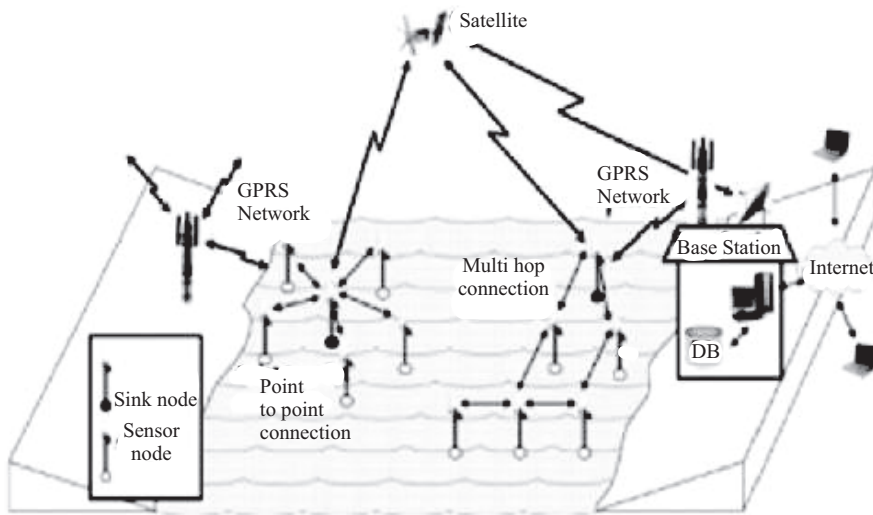 Satellite
GPRS
Network
GPRS
Network
Base Station
Multi hop
connection
Internet
DB
Point
to point
connection
Sink node
Sensor
node